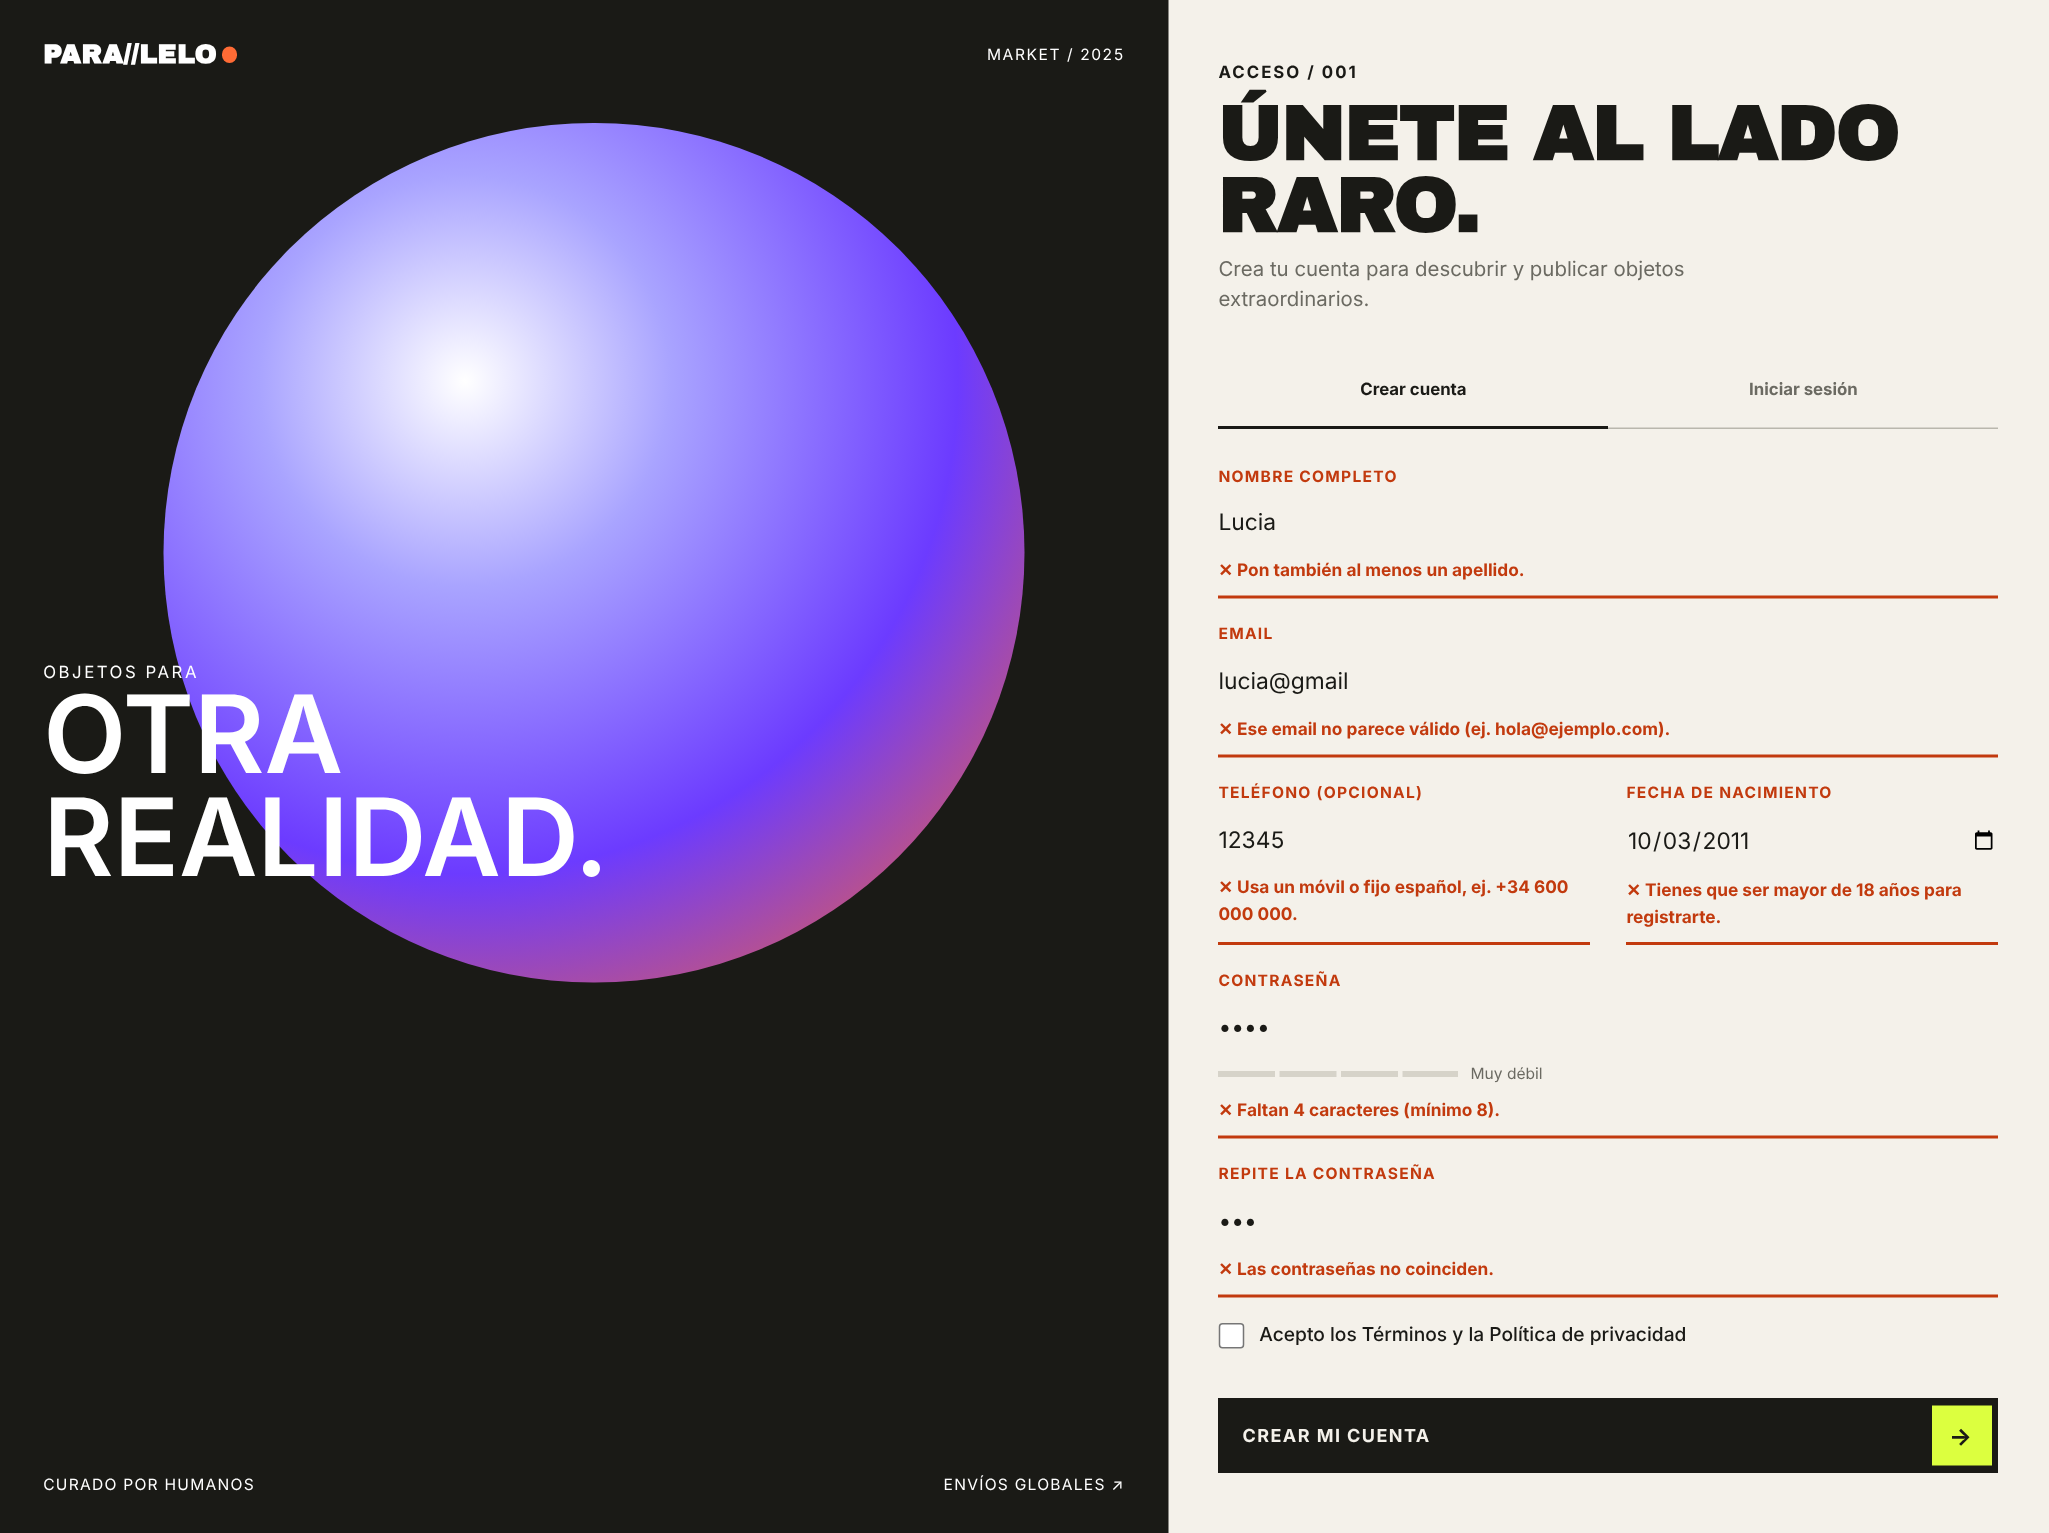 PARA//LELO
MARKET / 2025
OBJETOS PARA
OTRA
REALIDAD.
CURADO POR HUMANOS
ENVÍOS GLOBALES ↗
ACCESO / 001
ÚNETE AL LADO
RARO.
Crea tu cuenta para descubrir y publicar objetos
extraordinarios.
Crear cuenta
Iniciar sesión
NOMBRE COMPLETO
Lucia
✕ Pon también al menos un apellido.
EMAIL
lucia@gmail
✕ Ese email no parece válido (ej. hola@ejemplo.com).
TELÉFONO (OPCIONAL)
12345
✕ Usa un móvil o fijo español, ej. +34 600
000 000.
FECHA DE NACIMIENTO
10/03/2011
✕ Tienes que ser mayor de 18 años para
registrarte.
CONTRASEÑA
••••
Muy débil
✕ Faltan 4 caracteres (mínimo 8).
REPITE LA CONTRASEÑA
•••
✕ Las contraseñas no coinciden.
Acepto los Términos y la Política de privacidad
CREAR MI CUENTA →